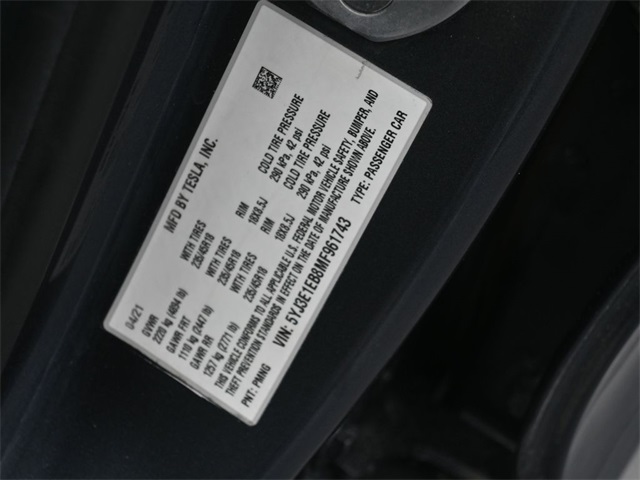 MFD BY TESLA, INC.
04/21
GVWR WITH TIRES RIM COLD TIRE PRESSURE
2220 kg (4894 lb) 235/45R18 18X8.5J 290 kPa, 42 psi
GAWR FRT WITH TIRES RIM COLD TIRE PRESSURE
1110 kg (2447 lb) 235/45R18 18X8.5J 290 kPa, 42 psi
GAWR RR WITH TIRES
1257 kg (2771 lb) 235/45R18
THIS VEHICLE CONFORMS TO ALL APPLICABLE U.S. FEDERAL MOTOR VEHICLE SAFETY, BUMPER, AND
THEFT PREVENTION STANDARDS IN EFFECT ON THE DATE OF MANUFACTURE SHOWN ABOVE.
VIN: 5YJ3E1EB8MF961743
PNT: PMNG TYPE: PASSENGER CAR